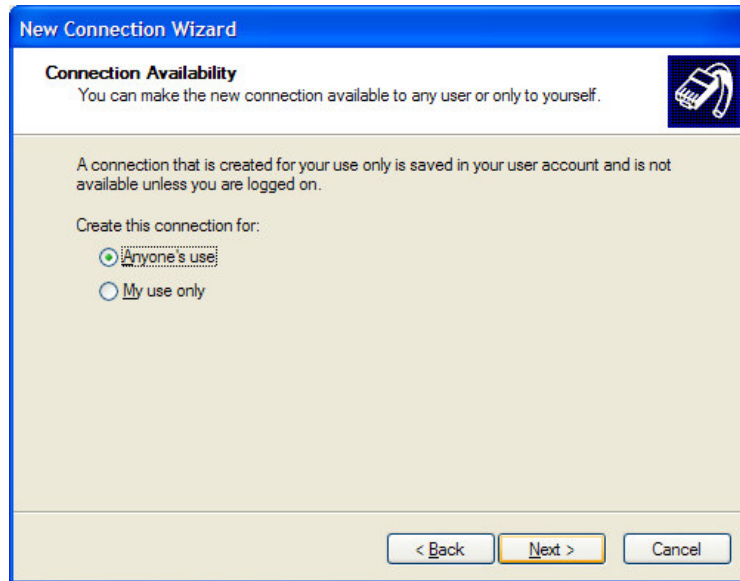 New Connection Wizard
Connection Availability
You can make the new connection available to any user or only to yourself.
A connection that is created for your use only is saved in your user account and is not
available unless you are logged on.
Create this connection for:
Anyone's use
My use only
< Back Next > Cancel